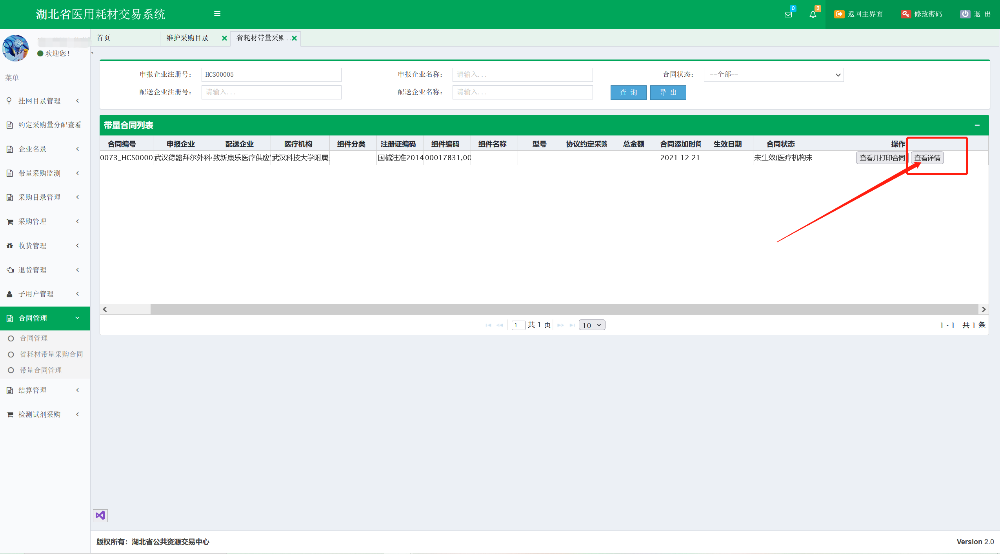 湖北省医用耗材交易系统
0
3
返回主界面
修改密码
退 出
首页
维护采购目录
省耗材带量采购...
欢迎您!
、
菜单
挂网目录管理
约定采购量分配查看
企业名录
带量采购监测
采购目录管理
采购管理
收货管理
退货管理
子用户管理
合同管理
合同管理
省耗材带量采购合同
带量合同管理
结算管理
检测试剂采购
申报企业注册号: HCS00005
申报企业名称: 请输入...
合同状态: --全部--
配送企业注册号: 请输入...
配送企业名称: 请输入...
查 询
导 出
带量合同列表
合同编号 申报企业 配送企业 医疗机构 组件分类 注册证编码 组件编码 组件名称 型号 协议约定采购 总金额 合同添加时间 生效日期 合同状态 操作
0073_HCS0000 武汉德骼拜尔外科 致新康乐医疗供应 武汉科技大学附属 国械注准2014 00017831,00 2021-12-21 未生效(医疗机构未 查看并打印合同 查看详情
1 共 1 页 10
1 - 1 共 1 条
版权所有: 湖北省公共资源交易中心
Version 2.0